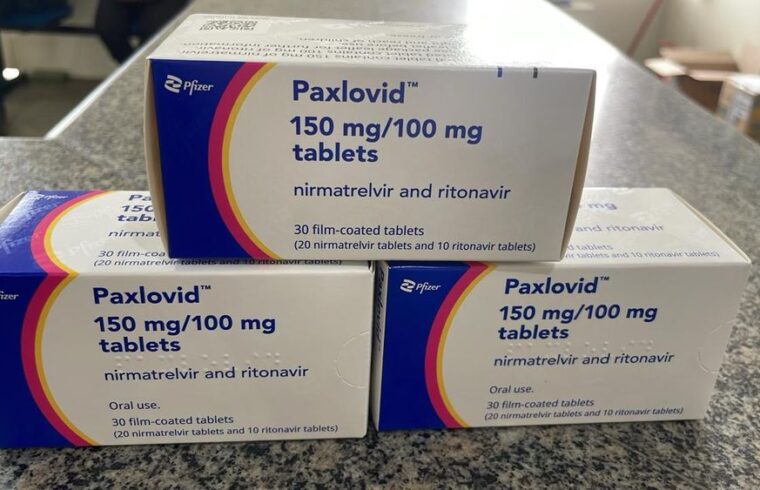 Pfizer
Paxlovid™
150 mg/100 mg
tablets
nirmatrelvir and ritonavir
30 film-coated tablets
(20 nirmatrelvir tablets and 10 ritonavir tablets)
Pfizer
Paxlovid™
150 mg/100 mg
tablets
nirmatrelvir and ritonavir
Oral use.
30 film-coated tablets
(20 nirmatrelvir tablets and 10 ritonavir tablets)
Pfizer
Paxlovid™
150 mg/100 mg
tablets
nirmatrelvir and ritonavir
Oral use.
30 film-coated tablets
(20 nirmatrelvir tablets and 10 ritonavir tablets)